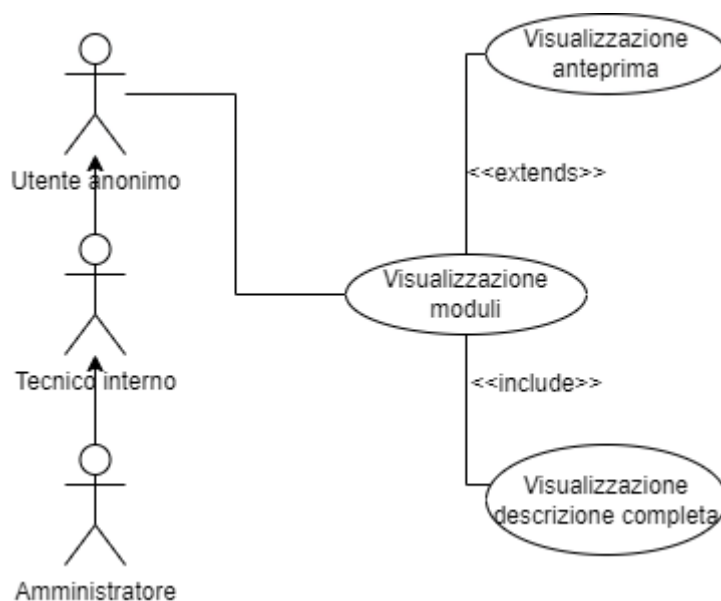 Visualizzazione
anteprima
Utente anonimo
<<extends>>
Visualizzazione
moduli
Tecnico interno
<<include>>
Visualizzazione
descrizione completa
Amministratore